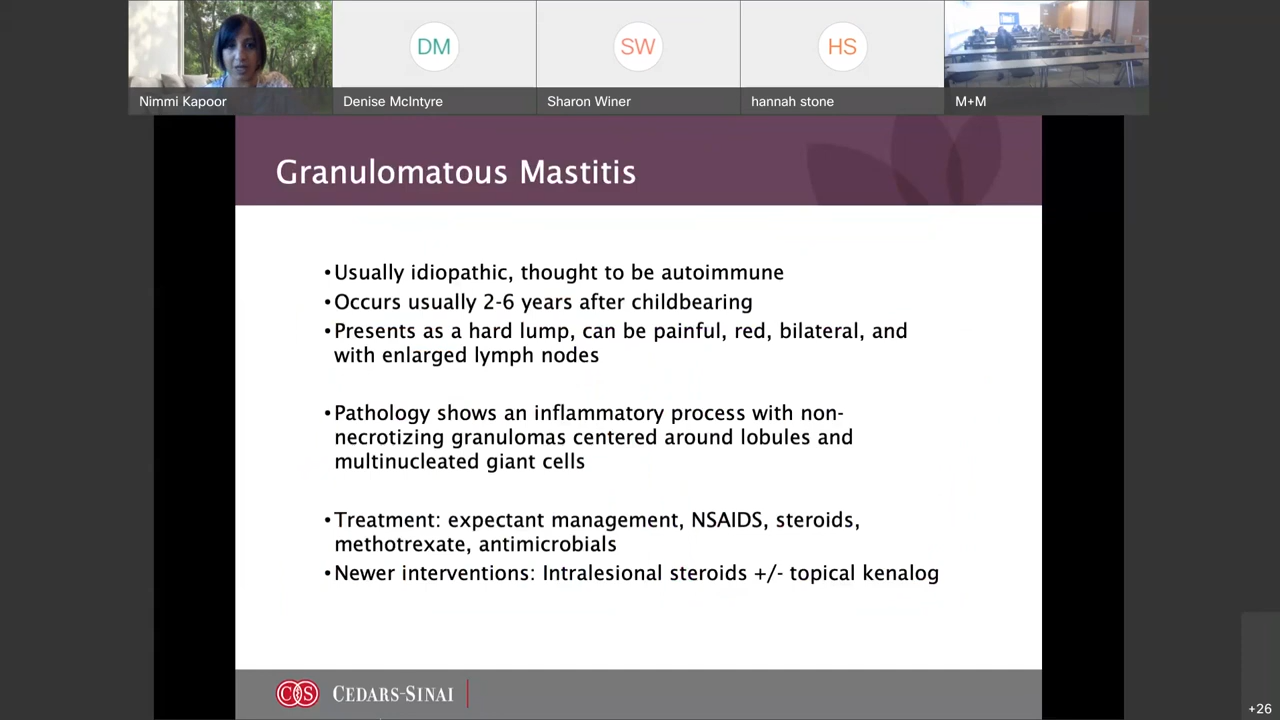 DM
SW
HS
Nimmi Kapoor
Denise McIntyre
Sharon Winer
hannah stone
M+M
Granulomatous Mastitis
•Usually idiopathic, thought to be autoimmune
•Occurs usually 2-6 years after childbearing
•Presents as a hard lump, can be painful, red, bilateral, and
with enlarged lymph nodes
•Pathology shows an inflammatory process with non-
necrotizing granulomas centered around lobules and
multinucleated giant cells
•Treatment: expectant management, NSAIDS, steroids,
methotrexate, antimicrobials
•Newer interventions: Intralesional steroids +/- topical kenalog
CS
CEDARS-SINAI
+26